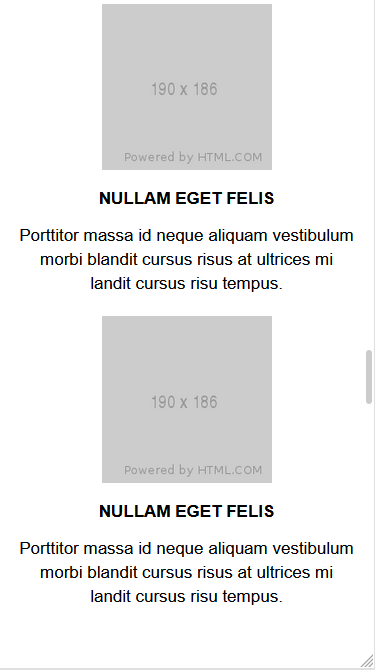 190 x 186
Powered by HTML.COM
NULLAM EGET FELIS
Porttitor massa id neque aliquam vestibulum
morbi blandit cursus risus at ultrices mi
landit cursus risu tempus.
190 x 186
Powered by HTML.COM
NULLAM EGET FELIS
Porttitor massa id neque aliquam vestibulum
morbi blandit cursus risus at ultrices mi
landit cursus risu tempus.